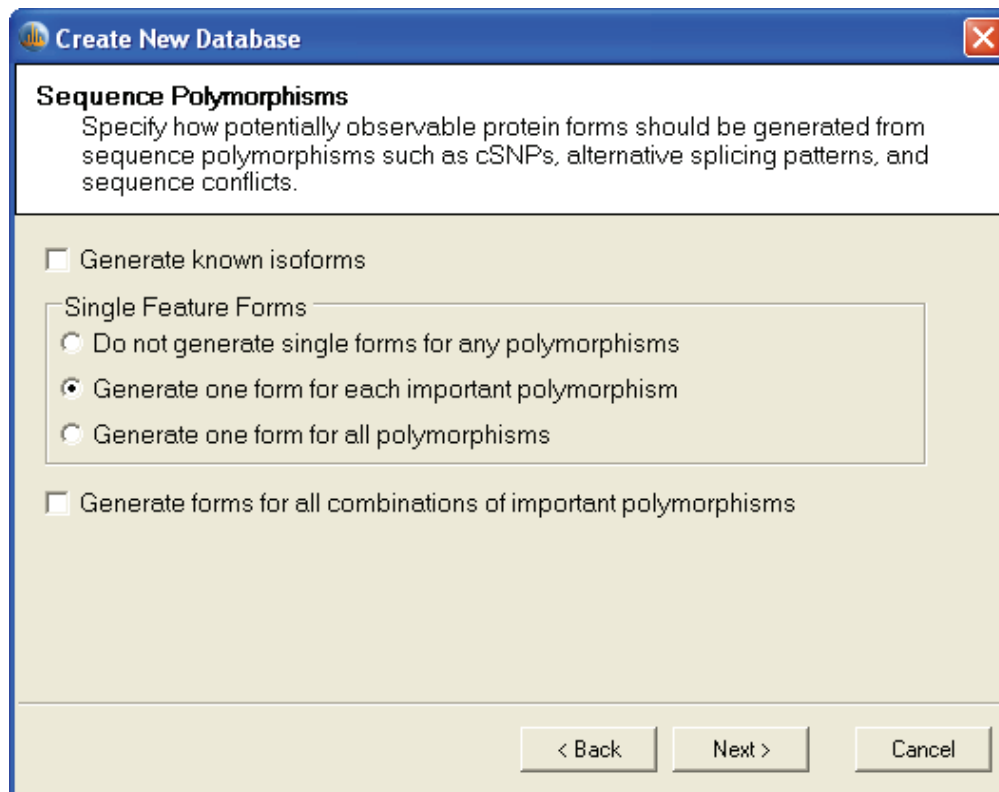 Create New Database
Sequence Polymorphisms
Specify how potentially observable protein forms should be generated from
sequence polymorphisms such as cSNPs, alternative splicing patterns, and
sequence conflicts.
Generate known isoforms
Single Feature Forms
Do not generate single forms for any polymorphisms
Generate one form for each important polymorphism
Generate one form for all polymorphisms
Generate forms for all combinations of important polymorphisms
< Back Next > Cancel